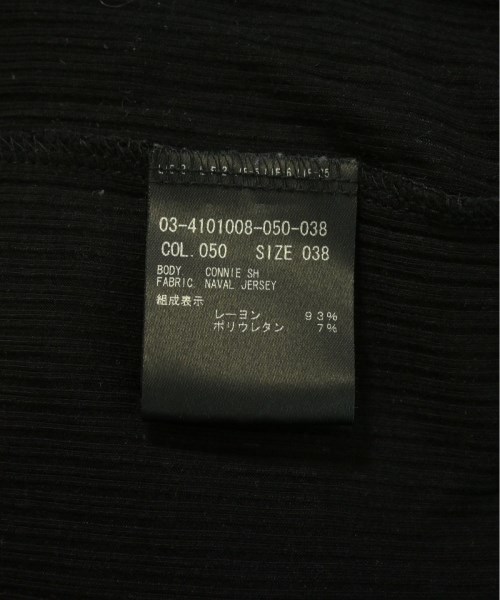 03-4101008-050-038
COL.050 SIZE 038
BODY CONNIE SH
FABRIC NAVAL JERSEY
組成表示
レーヨン 93%
ポリウレタン 7%